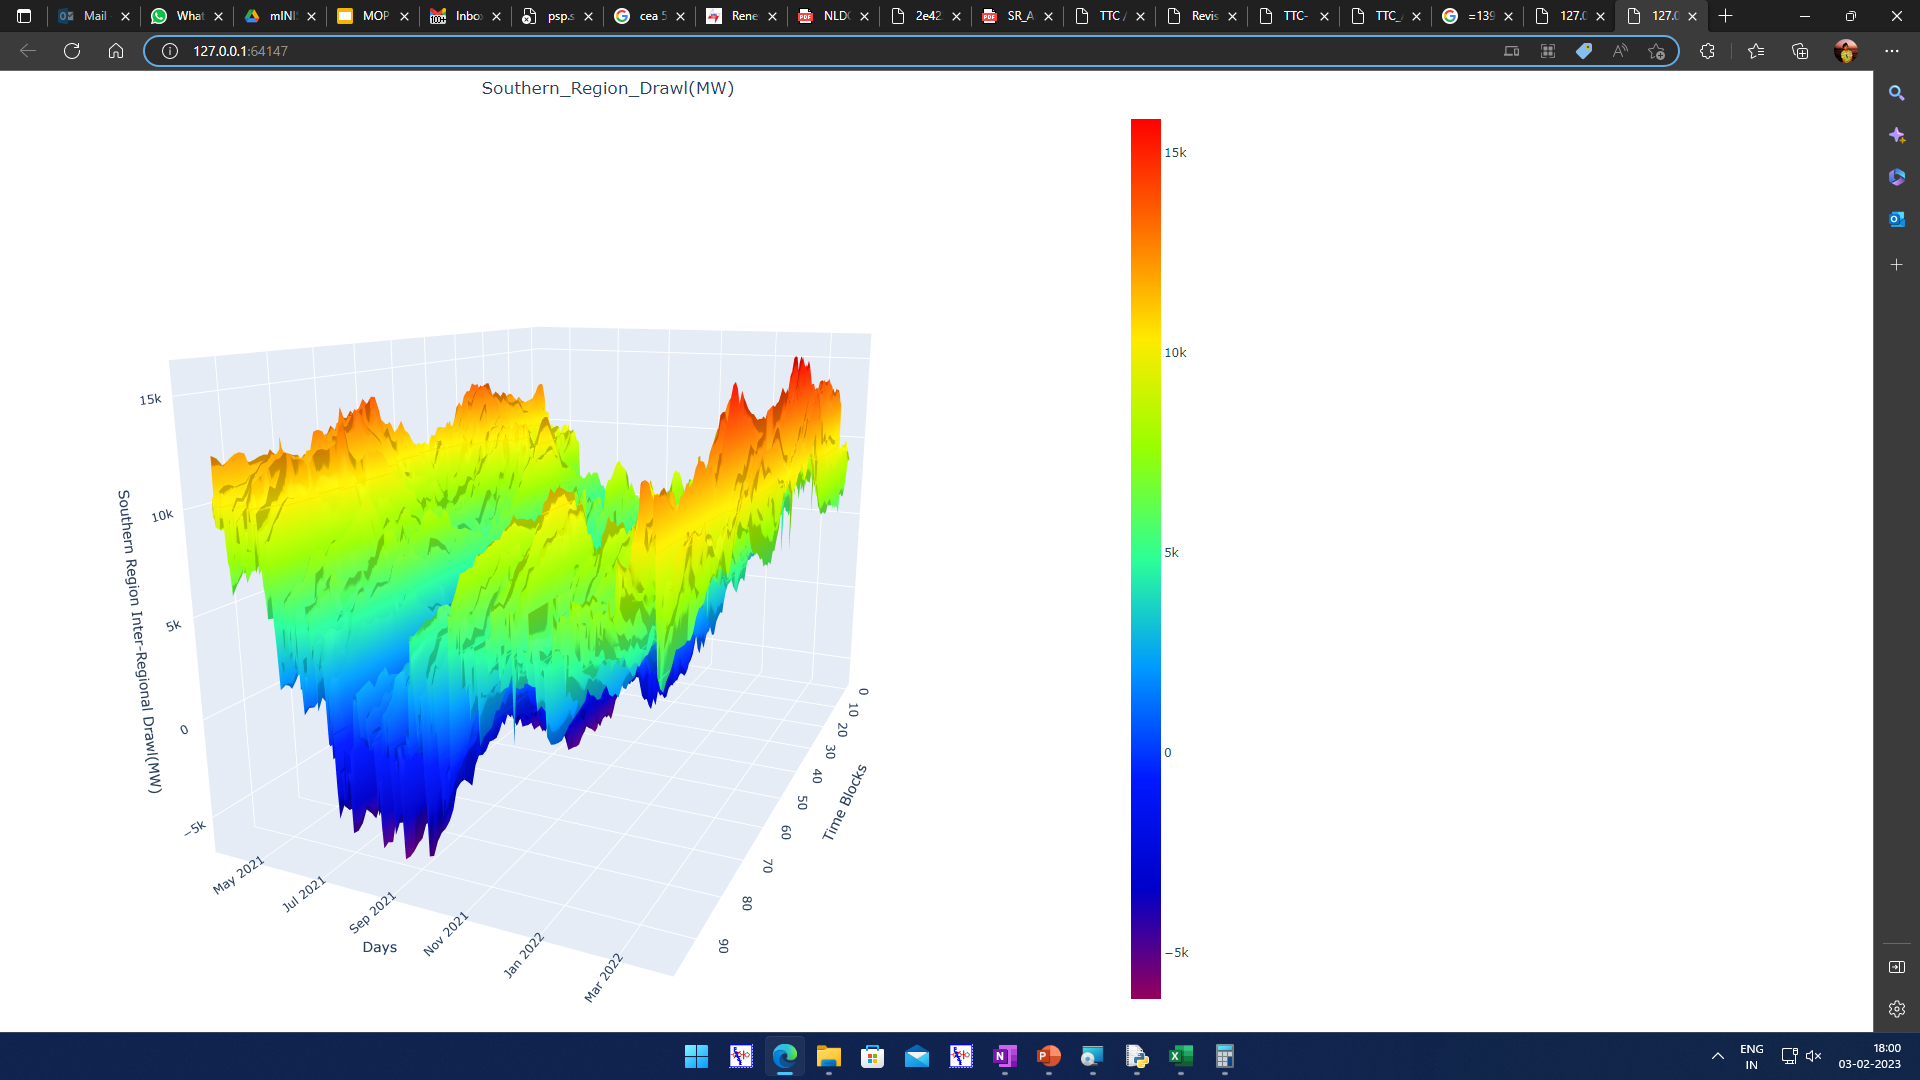 Mail
What
mINI
MOP
Inbo
psp.s
cea 5
Rene
NLDC
2e42
SR_A
TTC /
Revis
TTC-
TTC_
=139
127.0
127.0
127.0.0.1:64147
Southern_Region_Drawl(MW)
15k
10k
5k
0
−5k
Southern Region Inter-Regional Drawl(MW)
May 2021
Jul 2021
Sep 2021
Nov 2021
Jan 2022
Mar 2022
Days
0
10
20
30
40
50
60
70
80
90
Time Blocks
15k
10k
5k
0
−5k
ENG
IN
18:00
03-02-2023